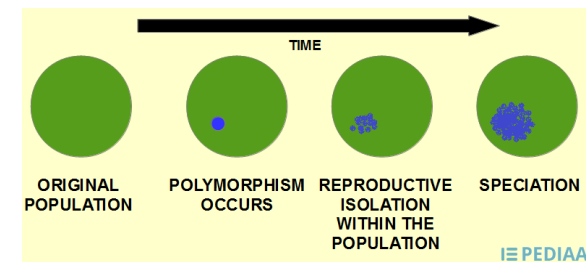 TIME
ORIGINAL
POPULATION
POLYMORPHISM
OCCURS
REPRODUCTIVE
ISOLATION
WITHIN THE
POPULATION
SPECIATION
PEDIAA